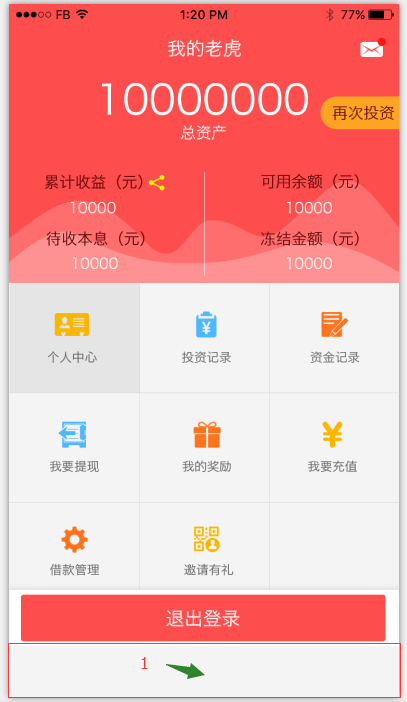 FB 1:20 PM 77%
我的老虎
10000000
再次投资
总资产
累计收益（元） 可用余额（元）
10000 10000
待收本息（元） 冻结金额（元）
10000 10000
个人中心 投资记录 资金记录
我要提现 我的奖励 我要充值
借款管理 邀请有礼
退出登录
1